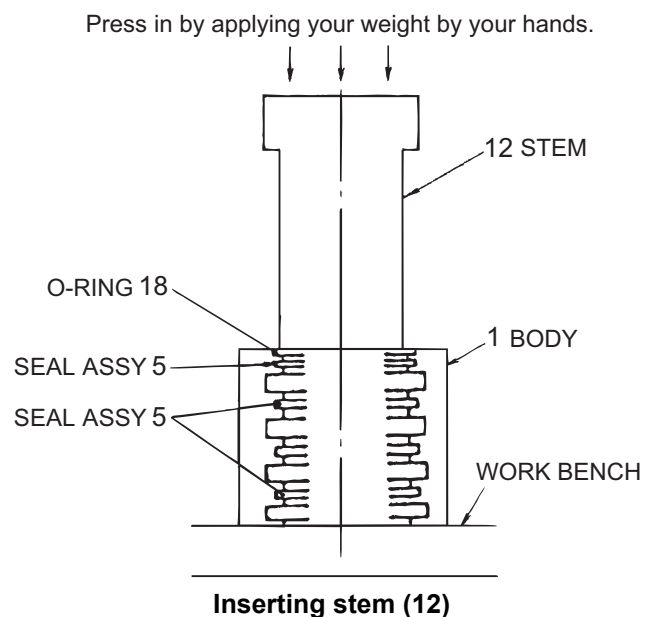 Press in by applying your weight by your hands.
12 STEM
O-RING 18
1 BODY
SEAL ASSY 5
SEAL ASSY 5
WORK BENCH
Inserting stem (12)